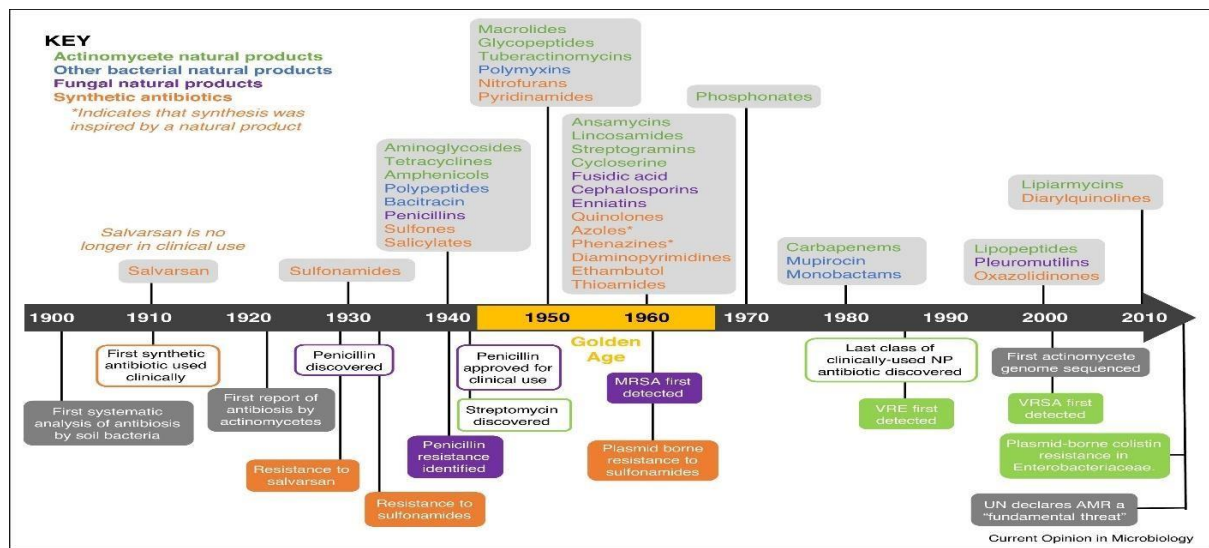 KEY
Actinomycete natural products
Other bacterial natural products
Fungal natural products
Synthetic antibiotics
*Indicates that synthesis was
inspired by a natural product
Salvarsan is no
longer in clinical use
Salvarsan
Sulfonamides
Aminoglycosides
Tetracyclines
Amphenicols
Polypeptides
Bacitracin
Penicillins
Sulfones
Salicylates
Macrolides
Glycopeptides
Tuberactinomycins
Polymyxins
Nitrofurans
Pyridinamides
Ansamycins
Lincosamides
Streptogramins
Cycloserine
Fusidic acid
Cephalosporins
Enniatins
Quinolones
Azoles*
Phenazines*
Diaminopyrimidines
Ethambutol
Thioamides
Phosphonates
Carbapenems
Mupirocin
Monobactams
Lipopeptides
Pleuromutilins
Oxazolidinones
Lipiarmycins
Diarylquinolines
1900 1910 1920 1930 1940 1950 1960 1970 1980 1990 2000 2010
Golden
Age
First systematic
analysis of antibiosis
by soil bacteria
First synthetic
antibiotic used
clinically
First report of
antibiosis by
actinomycetes
Penicillin
discovered
Resistance to
salvarsan
Resistance to
sulfonamides
Penicillin
resistance
identified
Penicillin
approved for
clinical use
Streptomycin
discovered
MRSA first
detected
Plasmid borne
resistance to
sulfonamides
Last class of
clinically-used NP
antibiotic discovered
VRE first
detected
First actinomycete
genome sequenced
VRSA first
detected
Plasmid-borne colistin
resistance in
Enterobacteriaceae.
UN declares AMR a
“fundamental threat”
Current Opinion in Microbiology